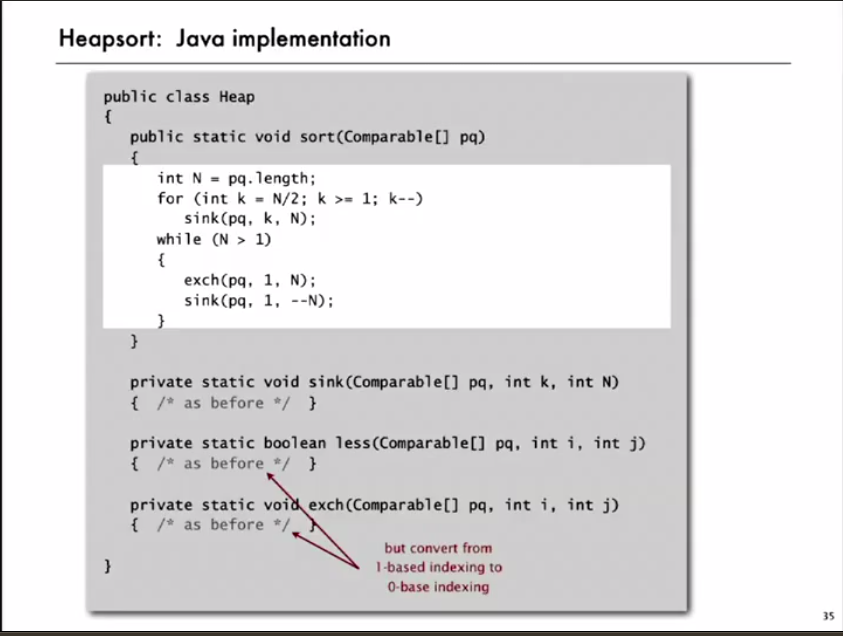 Heapsort: Java implementation
public class Heap
{
public static void sort(Comparable[] pq)
{
int N = pq.length;
for (int k = N/2; k >= 1; k--)
sink(pq, k, N);
while (N > 1)
{
exch(pq, 1, N);
sink(pq, 1, --N);
}
}
private static void sink(Comparable[] pq, int k, int N)
{ /* as before */ }
private static boolean less(Comparable[] pq, int i, int j)
{ /* as before */ }
private static void exch(Comparable[] pq, int i, int j)
{ /* as before */ }
but convert from
1-based indexing to
0-base indexing
}
35